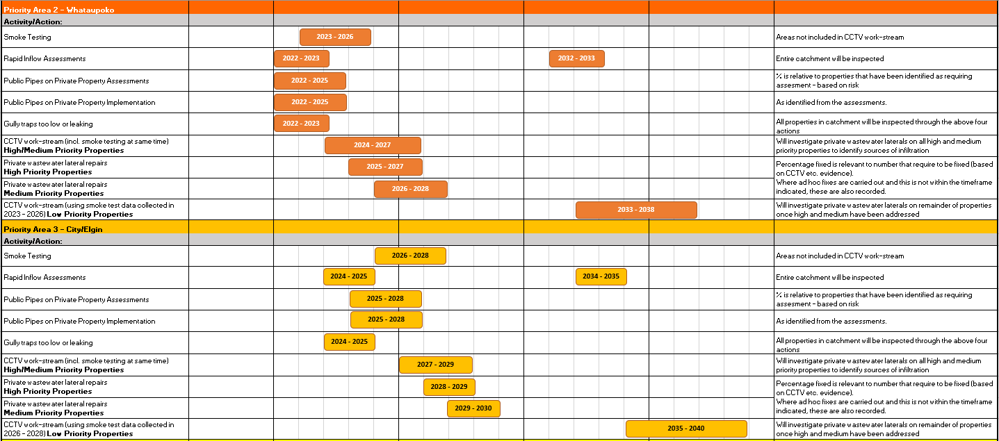 Priority Area 2 - Whataupoko
Activity/Action:
Smoke Testing
2023 - 2026
Areas not included in CCTV work-stream
Rapid Inflow Assessments
2022 - 2023
2032 - 2033
Entire catchment will be inspected
Public Pipes on Private Property Assessments
2022 - 2025
% is relative to properties that have been identified as requiring
assesment - based on risk
Public Pipes on Private Property Implementation
2022 - 2025
As identified from the assessments.
Gully traps too low or leaking
2022 - 2023
All properties in catchment will be inspected through the above four
actions
CCTV work-stream (incl. smoke testing at same time)
High/Medium Priority Properties
2024 - 2027
Will investigate private wastewater laterals on all high and medium
priority properties to identify sources of infiltration
Private wastewater lateral repairs
High Priority Properties
2025 - 2027
Percentage fixed is relevant to number that require to be fixed (based
on CCTV etc. evidence).
Private wastewater lateral repairs
Medium Priority Properties
2026 - 2028
Where ad hoc fixes are carried out and this is not within the timeframe
indicated, these are also recorded.
CCTV work-stream (using smoke test data collected in
2023 - 2026) Low Priority Properties
2033 - 2038
Will investigate private wastewater laterals on remainder of properties
once high and medium have been addressed
Priority Area 3 - City/Elgin
Activity/Action:
Smoke Testing
2026 - 2028
Areas not included in CCTV work-stream
Rapid Inflow Assessments
2024 - 2025
2034 - 2035
Entire catchment will be inspected
Public Pipes on Private Property Assessments
2025 - 2028
% is relative to properties that have been identified as requiring
assesment - based on risk
Public Pipes on Private Property Implementation
2025 - 2028
As identified from the assessments.
Gully traps too low or leaking
2024 - 2025
All properties in catchment will be inspected through the above four
actions
CCTV work-stream (incl. smoke testing at same time)
High/Medium Priority Properties
2027 - 2029
Will investigate private wastewater laterals on all high and medium
priority properties to identify sources of infiltration
Private wastewater lateral repairs
High Priority Properties
2028 - 2029
Percentage fixed is relevant to number that require to be fixed (based
on CCTV etc. evidence).
Private wastewater lateral repairs
Medium Priority Properties
2029 - 2030
Where ad hoc fixes are carried out and this is not within the timeframe
indicated, these are also recorded.
CCTV work-stream (using smoke test data collected in
2026 - 2028) Low Priority Properties
2035 - 2040
Will investigate private wastewater laterals on remainder of properties
once high and medium have been addressed